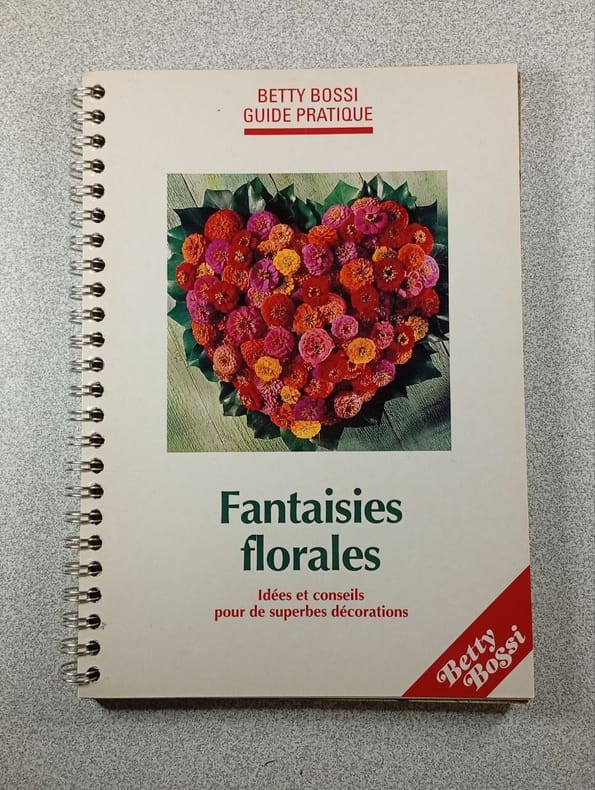 BETTY BOSSI
GUIDE PRATIQUE
Fantaisies
florales
Idées et conseils
pour de superbes décorations
Betty
Bossi